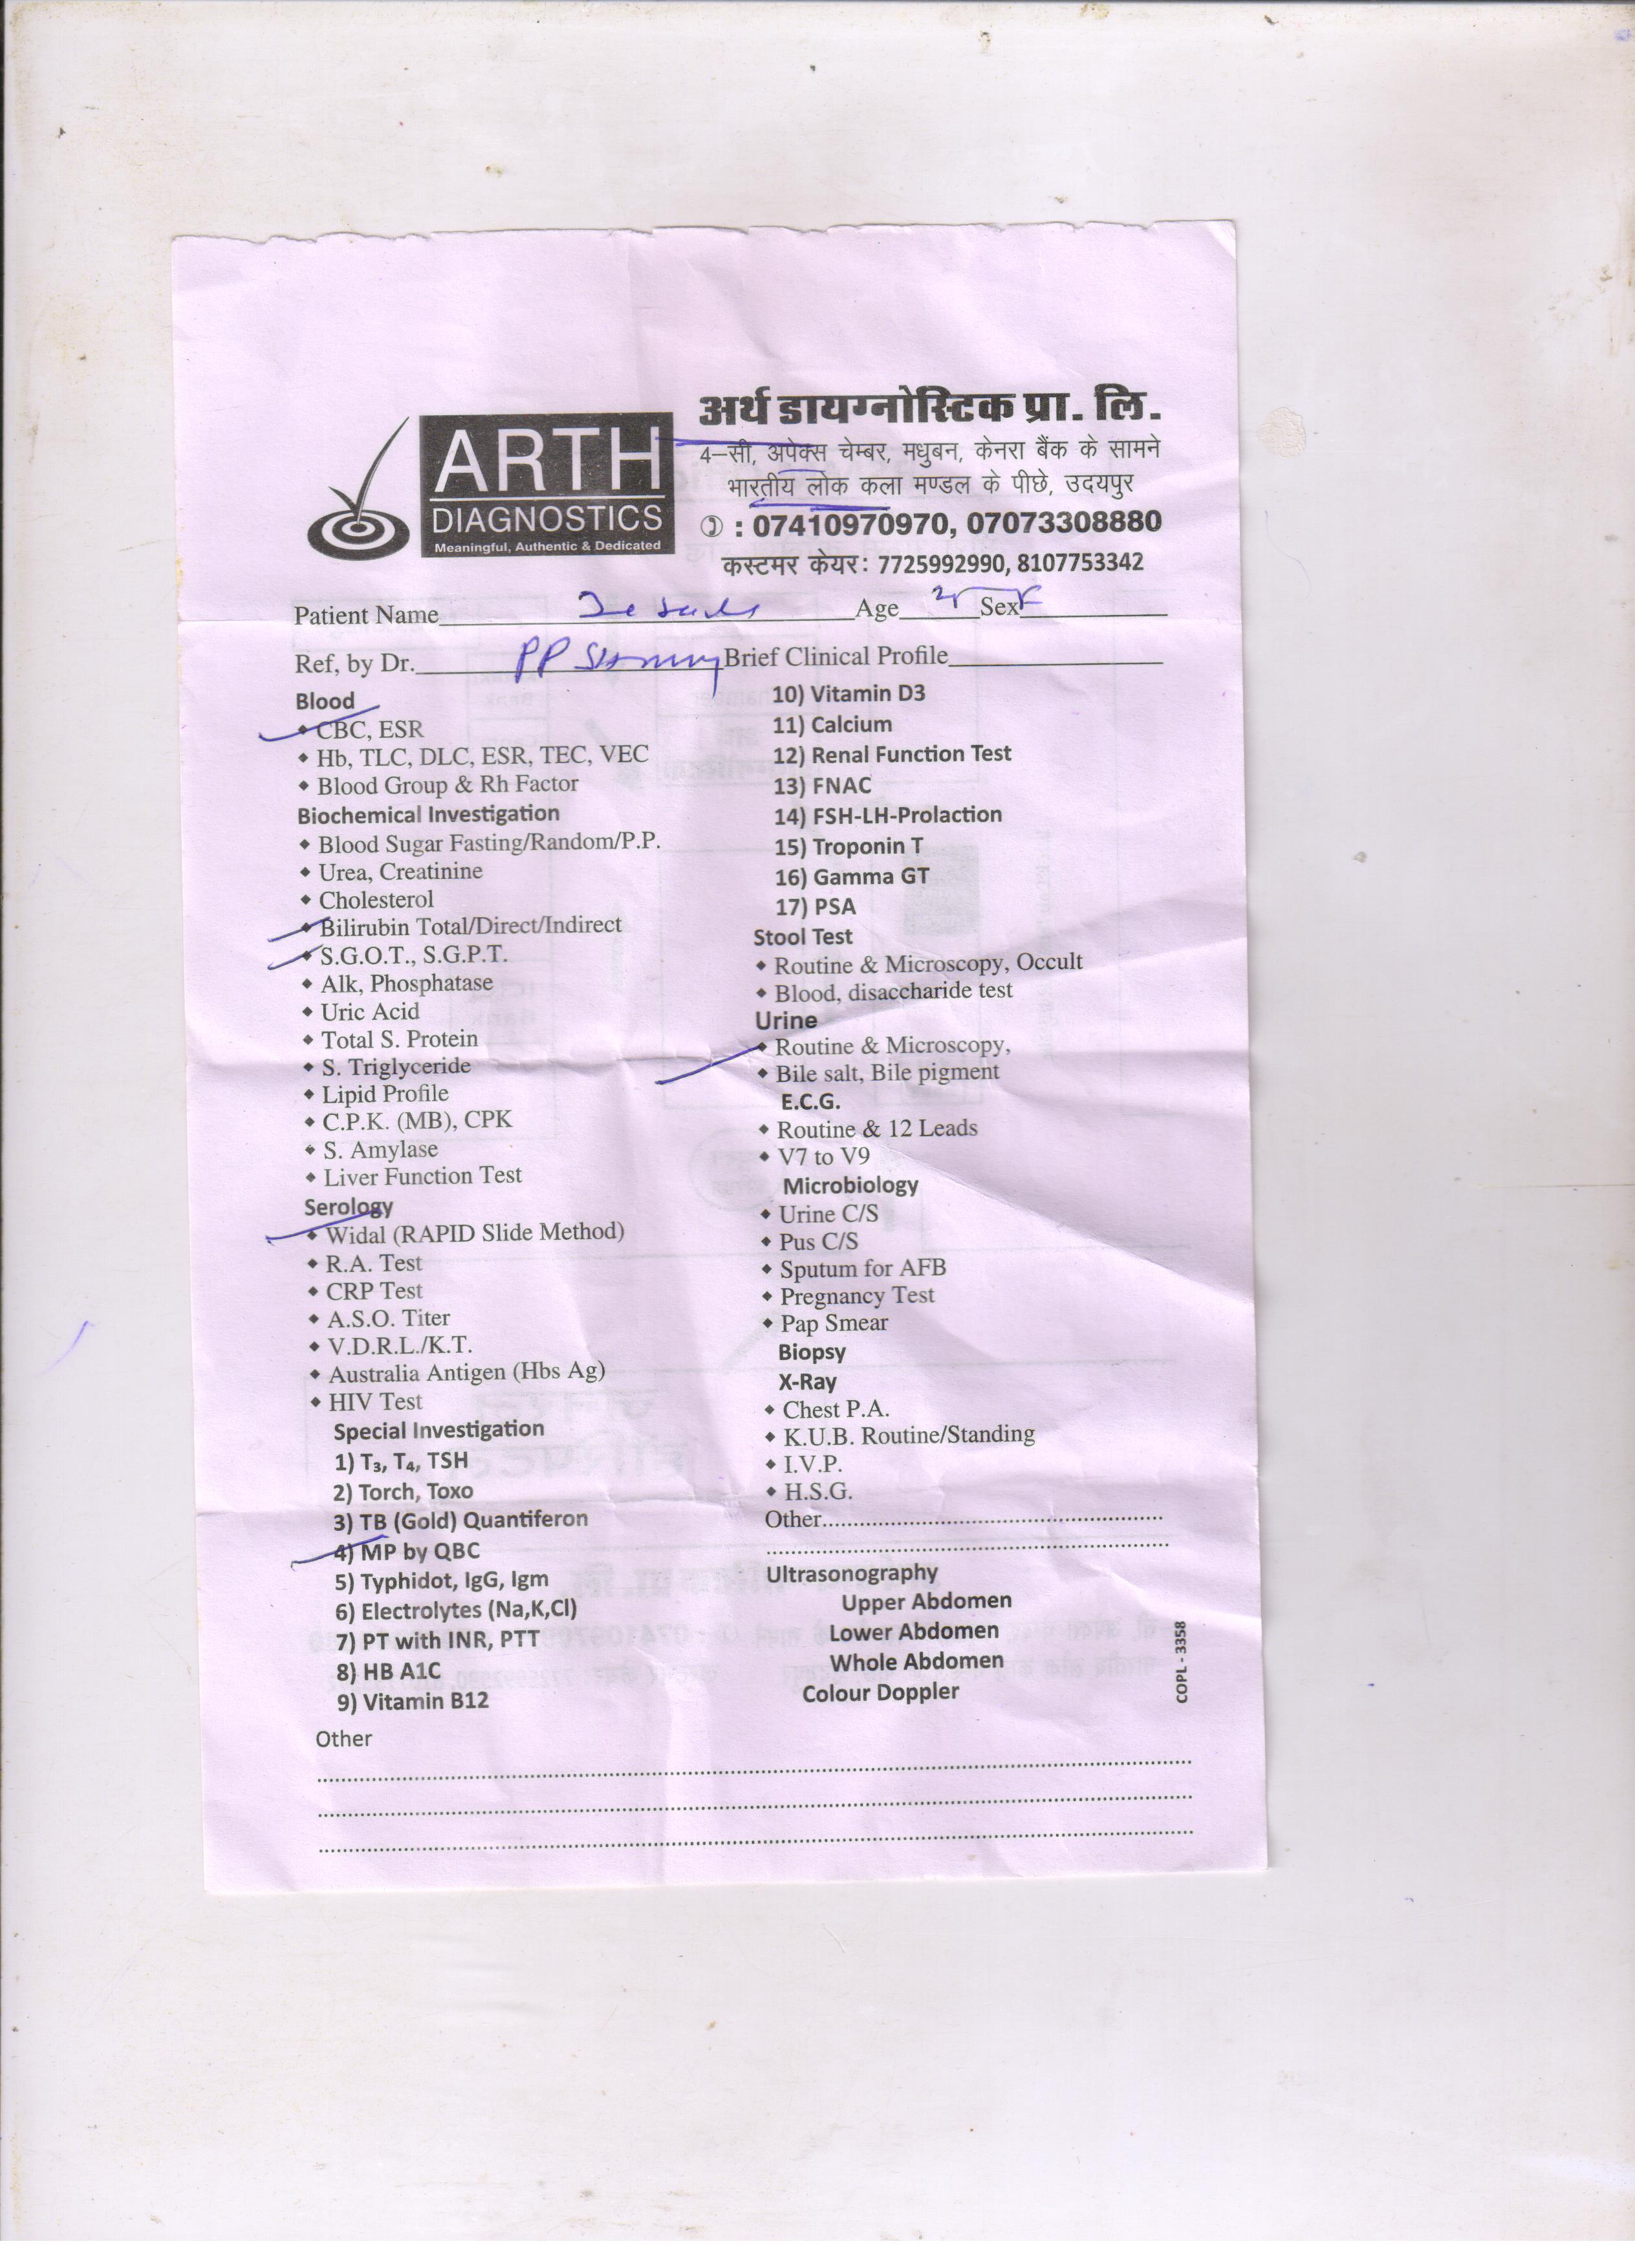 अर्थ डायग्नोस्टिक प्रा. लि.
ARTH
DIAGNOSTICS
Meaningful, Authentic & Dedicated
4–सी, अपेक्स चेम्बर, मधुबन, केनरा बैंक के सामने
भारतीय लोक कला मण्डल के पीछे, उदयपुर
✆ : 07410970970, 07073308880
कस्टमर केयर: 7725992990, 8107753342
Patient Name Age Sex F
Ref, by Dr. PP Brief Clinical Profile
Blood
• CBC, ESR
• Hb, TLC, DLC, ESR, TEC, VEC
• Blood Group & Rh Factor
Biochemical Investigation
• Blood Sugar Fasting/Random/P.P.
• Urea, Creatinine
• Cholesterol
• Bilirubin Total/Direct/Indirect
• S.G.O.T., S.G.P.T.
• Alk, Phosphatase
• Uric Acid
• Total S. Protein
• S. Triglyceride
• Lipid Profile
• C.P.K. (MB), CPK
• S. Amylase
• Liver Function Test
Serology
• Widal (RAPID Slide Method)
• R.A. Test
• CRP Test
• A.S.O. Titer
• V.D.R.L./K.T.
• Australia Antigen (Hbs Ag)
• HIV Test
Special Investigation
1) T3, T4, TSH
2) Torch, Toxo
3) TB (Gold) Quantiferon
4) MP by QBC
5) Typhidot, IgG, Igm
6) Electrolytes (Na,K,Cl)
7) PT with INR, PTT
8) HB A1C
9) Vitamin B12
10) Vitamin D3
11) Calcium
12) Renal Function Test
13) FNAC
14) FSH-LH-Prolaction
15) Troponin T
16) Gamma GT
17) PSA
Stool Test
• Routine & Microscopy, Occult
• Blood, disaccharide test
Urine
• Routine & Microscopy,
• Bile salt, Bile pigment
E.C.G.
• Routine & 12 Leads
• V7 to V9
Microbiology
• Urine C/S
• Pus C/S
• Sputum for AFB
• Pregnancy Test
• Pap Smear
Biopsy
X-Ray
• Chest P.A.
• K.U.B. Routine/Standing
• I.V.P.
• H.S.G.
Other
Ultrasonography
Upper Abdomen
Lower Abdomen
Whole Abdomen
Colour Doppler
COPL - 3358
Other